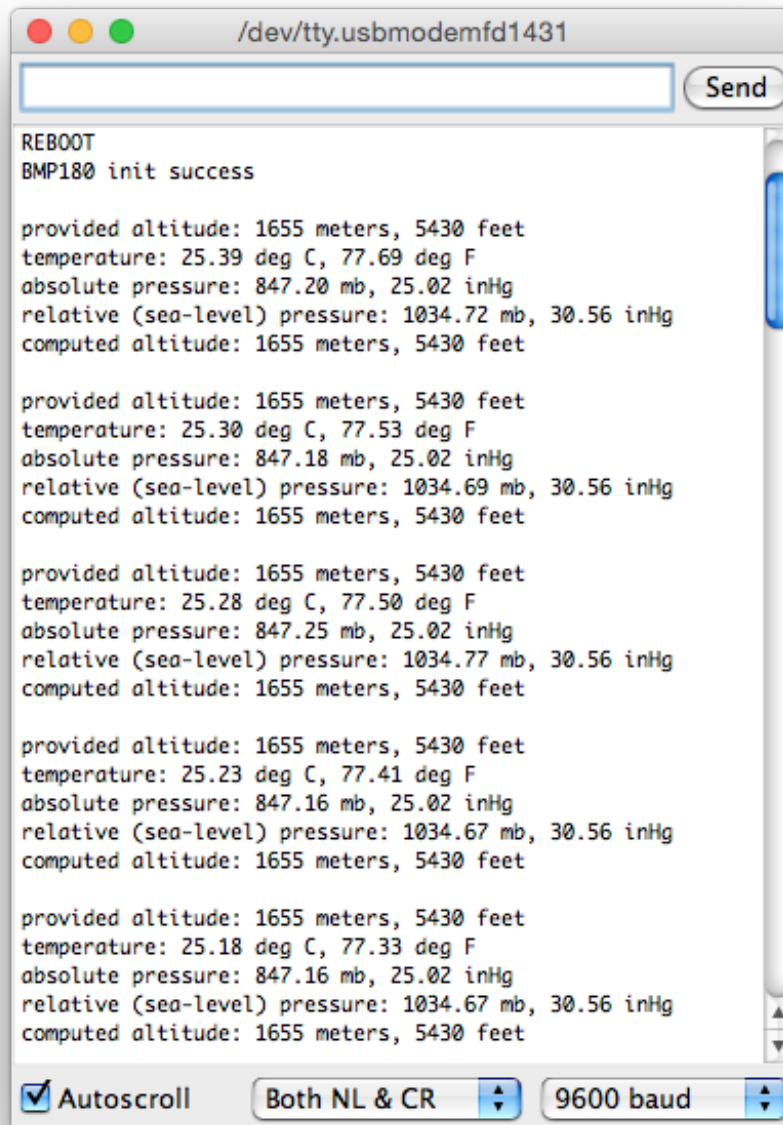 /dev/tty.usbmodemfd1431
Send
REBOOT
BMP180 init success
provided altitude: 1655 meters, 5430 feet
temperature: 25.39 deg C, 77.69 deg F
absolute pressure: 847.20 mb, 25.02 inHg
relative (sea-level) pressure: 1034.72 mb, 30.56 inHg
computed altitude: 1655 meters, 5430 feet
provided altitude: 1655 meters, 5430 feet
temperature: 25.30 deg C, 77.53 deg F
absolute pressure: 847.18 mb, 25.02 inHg
relative (sea-level) pressure: 1034.69 mb, 30.56 inHg
computed altitude: 1655 meters, 5430 feet
provided altitude: 1655 meters, 5430 feet
temperature: 25.28 deg C, 77.50 deg F
absolute pressure: 847.25 mb, 25.02 inHg
relative (sea-level) pressure: 1034.77 mb, 30.56 inHg
computed altitude: 1655 meters, 5430 feet
provided altitude: 1655 meters, 5430 feet
temperature: 25.23 deg C, 77.41 deg F
absolute pressure: 847.16 mb, 25.02 inHg
relative (sea-level) pressure: 1034.67 mb, 30.56 inHg
computed altitude: 1655 meters, 5430 feet
provided altitude: 1655 meters, 5430 feet
temperature: 25.18 deg C, 77.33 deg F
absolute pressure: 847.16 mb, 25.02 inHg
relative (sea-level) pressure: 1034.67 mb, 30.56 inHg
computed altitude: 1655 meters, 5430 feet
Autoscroll Both NL & CR 9600 baud